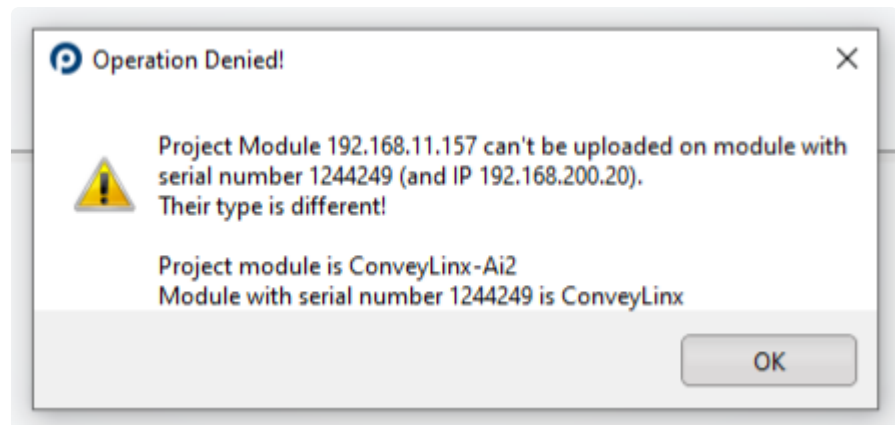 Operation Denied!
Project Module 192.168.11.157 can't be uploaded on module with
serial number 1244249 (and IP 192.168.200.20).
Their type is different!
Project module is ConveyLinx-Ai2
Module with serial number 1244249 is ConveyLinx
OK